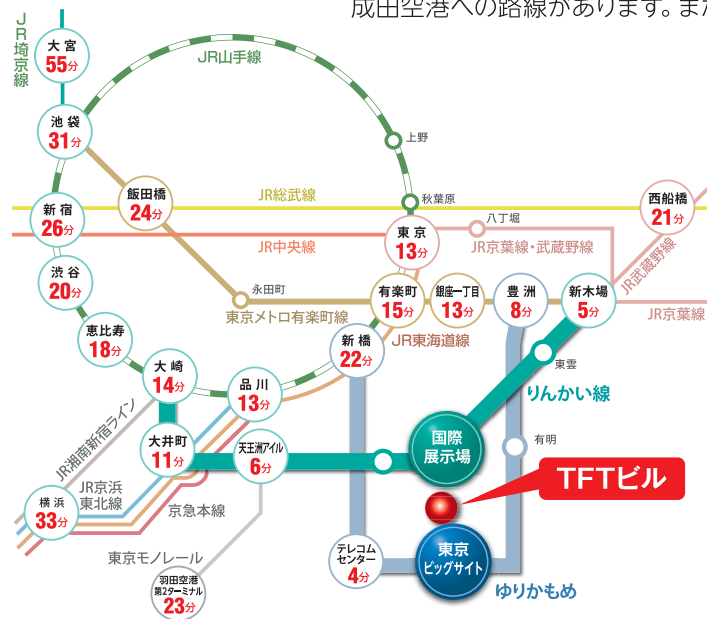 成田空港への路線があります。また
JR埼京線
大宮
55分
JR山手線
池袋
31分
上野
飯田橋
24分
JR総武線
秋葉原
西船橋
21分
新宿
26分
JR中央線
東京
13分
八丁堀
JR京葉線・武蔵野線
JR武蔵野線
渋谷
20分
永田町
東京メトロ有楽町線
有楽町
15分
銀座一丁目
13分
豊洲
8分
新木場
5分
JR京葉線
恵比寿
18分
新橋
22分
JR東海道線
大崎
14分
品川
13分
東雲
りんかい線
JR湘南新宿ライン
大井町
11分
天王洲アイル
6分
国際
展示場
有明
TFTビル
横浜
33分
JR京浜
東北線
京急本線
東京モノレール
羽田空港
第2ターミナル
23分
テレコム
センター
4分
東京
ビッグサイト
ゆりかもめ